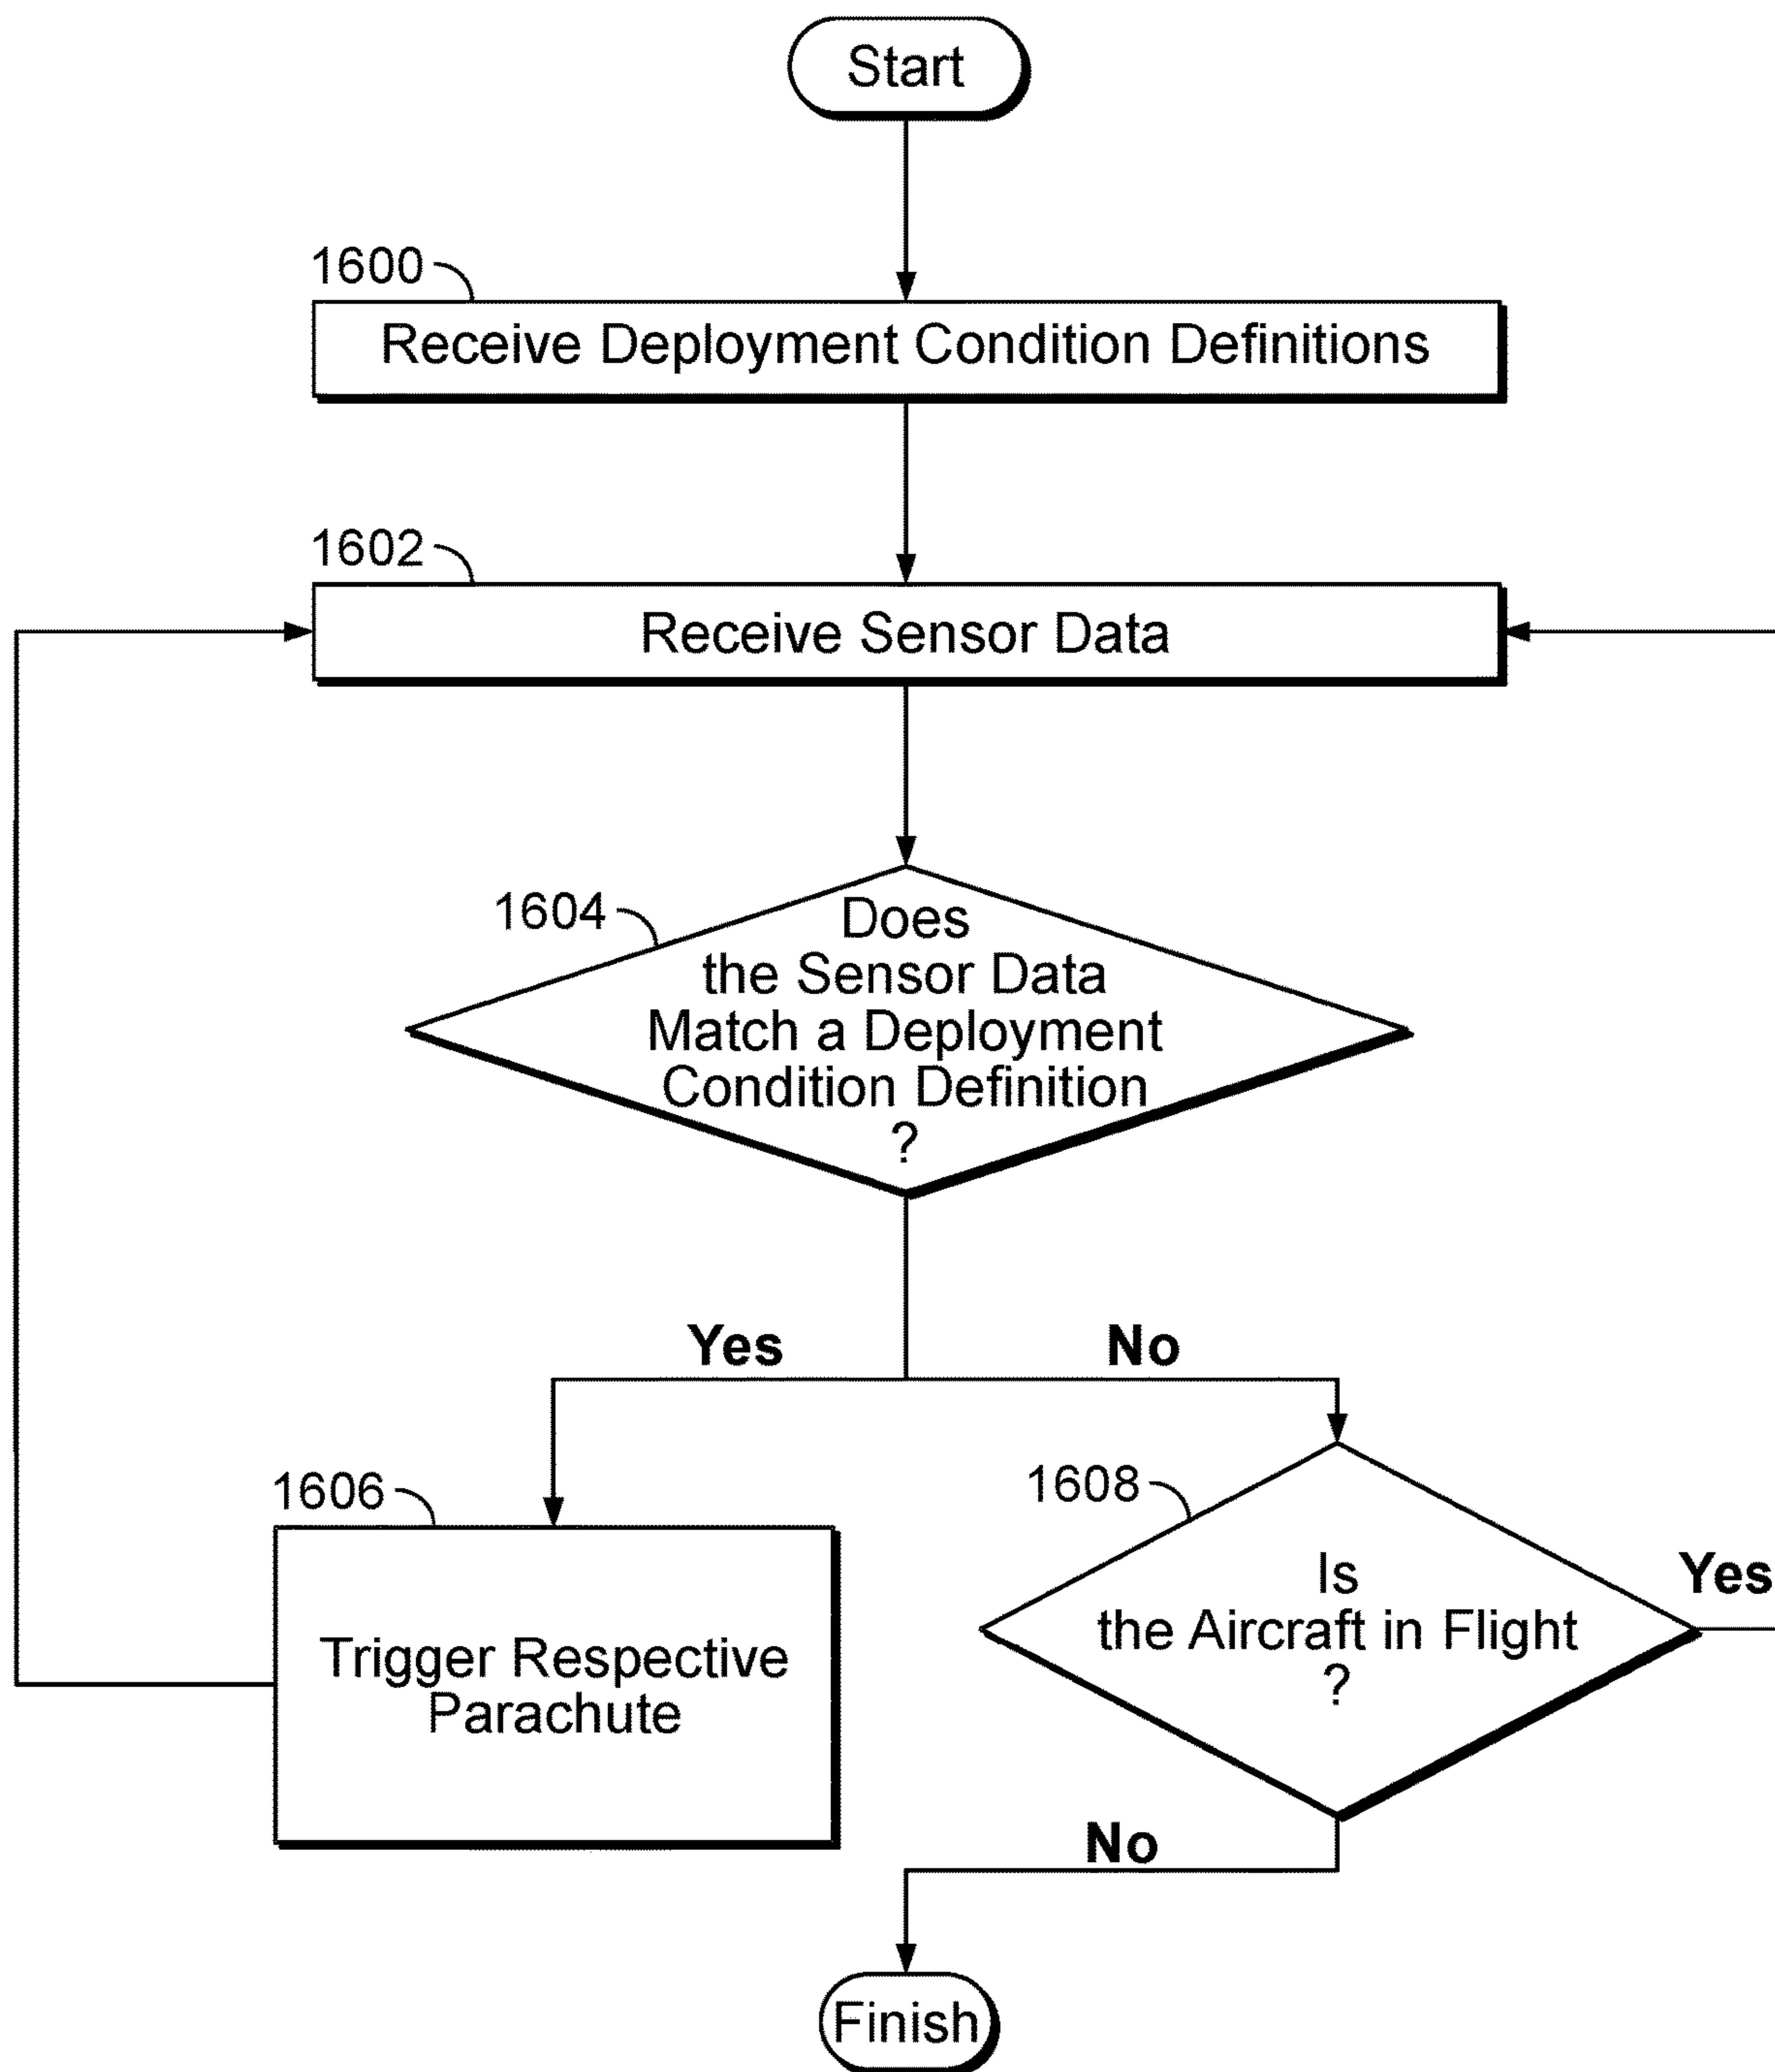 Start
1600
Receive Deployment Condition Definitions
1602
Receive Sensor Data
1604
Does
the Sensor Data
Match a Deployment
Condition Definition
?
Yes
No
1606
Trigger Respective
Parachute
1608
Is
the Aircraft in Flight
?
Yes
No
Finish